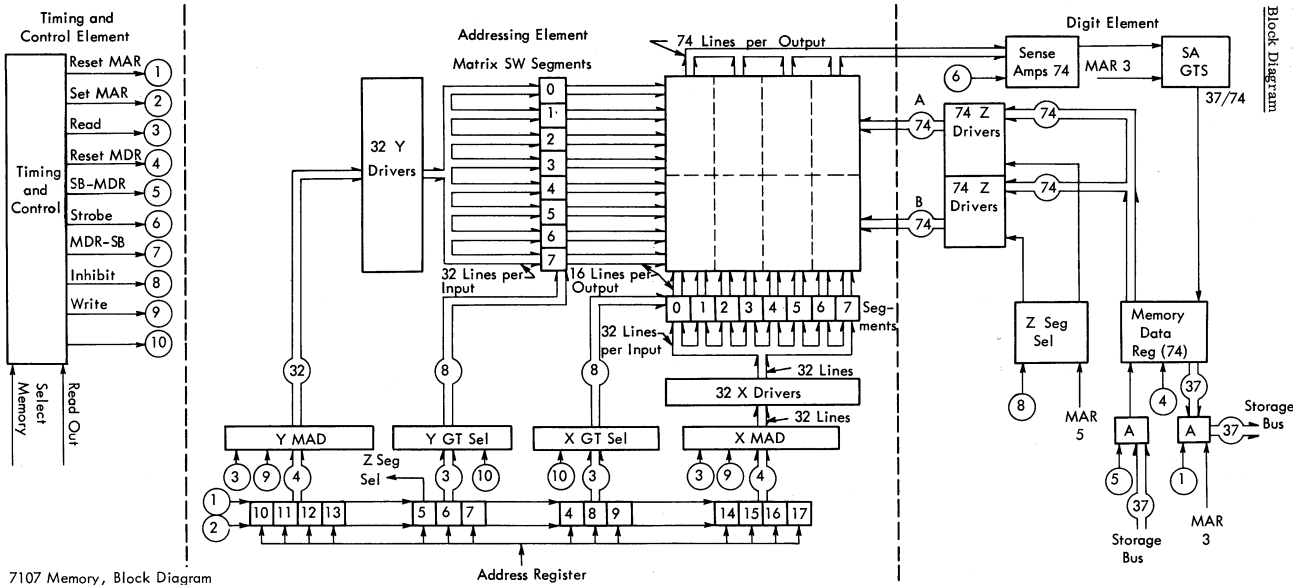 Timing and
Control Element
Reset MAR
1
Set MAR
2
Read
3
Reset MDR
4
SB-MDR
5
Strobe
6
MDR-SB
7
Inhibit
8
Write
9
10
Timing
and
Control
Select
Memory
Read Out
Addressing Element
Matrix SW Segments
32 Y
Drivers
0
1
2
3
4
5
6
7
32 Lines per
Input
16 Lines per
Output
74 Lines per Output
0 1 2 3 4 5 6 7
Seg-
ments
32 Lines
per Input
32 Lines
32 X Drivers
32 Lines
32
8
8
Y MAD
Y GT Sel
X GT Sel
X MAD
3 9 4
Z Seg
Sel
3 10
10 3
3 9 4
1
2
10 11 12 13
5 6 7
4 8 9
14 15 16 17
Address Register
Digit Element
Sense
Amps 74
6
MAR 3
SA
GTS
37/74
A
74
74 Z
Drivers
74
B
74
74 Z
Drivers
74
Z Seg
Sel
8
MAR
5
Memory
Data
Reg (74)
4
37
A
A
37
Storage
Bus
5
37
Storage
Bus
1
MAR
3
Block Diagram
7107 Memory, Block Diagram